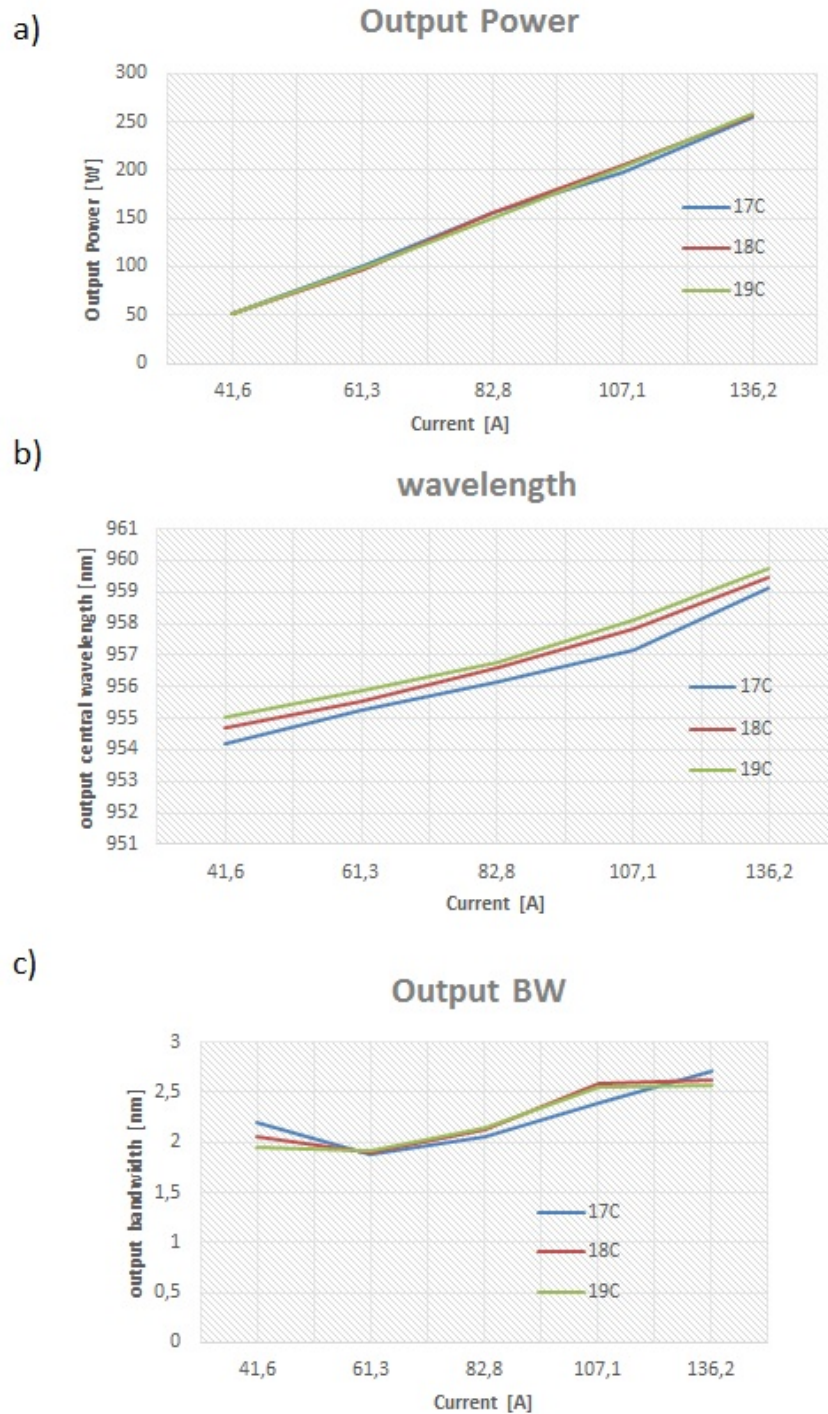 a)
Output Power
Output Power [W]
300
250
200
150
100
50
0
17C
18C
19C
41,6 61,3 82,8 107,1 136,2
Current [A]
b)
wavelength
output central wavelength [nm]
961
960
959
958
957
956
955
954
953
952
951
17C
18C
19C
41,6 61,3 82,8 107,1 136,2
Current [A]
c)
Output BW
output bandwidth [nm]
3
2,5
2
1,5
1
0,5
0
17C
18C
19C
41,6 61,3 82,8 107,1 136,2
Current [A]